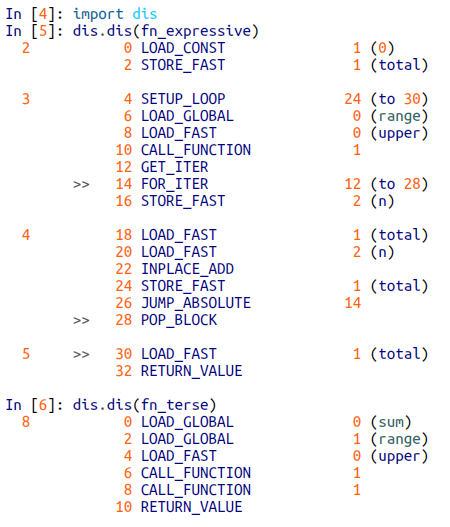 In [4]: import dis
In [5]: dis.dis(fn_expressive)
  2           0 LOAD_CONST               1 (0)
              2 STORE_FAST               1 (total)

  3           4 SETUP_LOOP              24 (to 30)
              6 LOAD_GLOBAL              0 (range)
              8 LOAD_FAST                0 (upper)
             10 CALL_FUNCTION            1
             12 GET_ITER
        >>   14 FOR_ITER                12 (to 28)
             16 STORE_FAST               2 (n)

  4          18 LOAD_FAST                1 (total)
             20 LOAD_FAST                2 (n)
             22 INPLACE_ADD
             24 STORE_FAST               1 (total)
             26 JUMP_ABSOLUTE           14
        >>   28 POP_BLOCK

  5     >>   30 LOAD_FAST                1 (total)
             32 RETURN_VALUE

In [6]: dis.dis(fn_terse)
  8           0 LOAD_GLOBAL              0 (sum)
              2 LOAD_GLOBAL              1 (range)
              4 LOAD_FAST                0 (upper)
              6 CALL_FUNCTION            1
              8 CALL_FUNCTION            1
             10 RETURN_VALUE